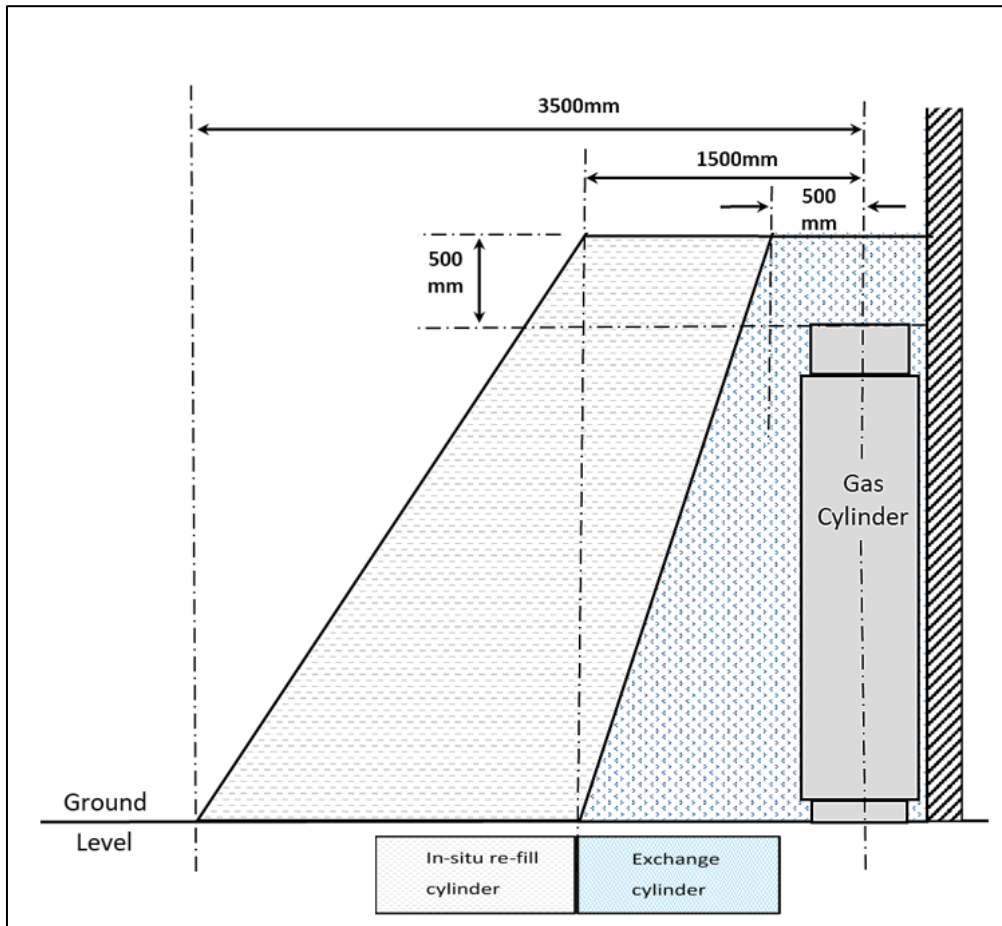 3500mm
1500mm
500
mm
500
mm
Gas
Cylinder
Ground
Level
In-situ re-fill
cylinder
Exchange
cylinder